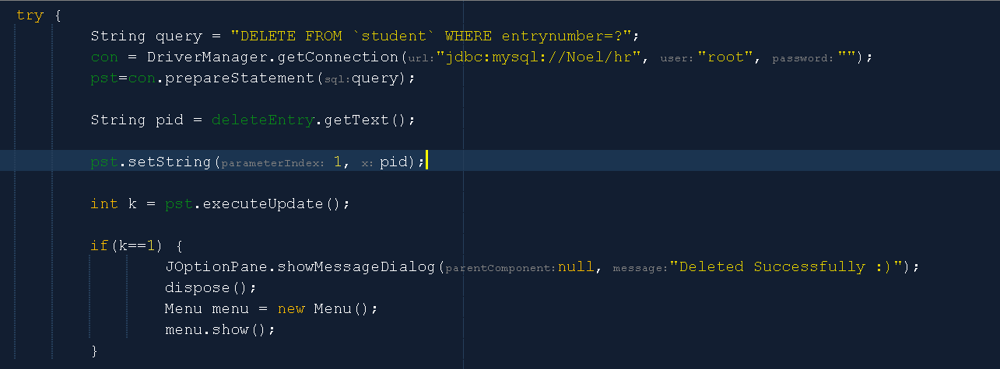 try {
String query = "DELETE FROM `student` WHERE entrynumber=?";
con = DriverManager.getConnection(url:"jdbc:mysql://Noel/hr", user:"root", password:"");
pst=con.prepareStatement(sql:query);
String pid = deleteEntry.getText();
pst.setString(parameterIndex: 1, x: pid);
int k = pst.executeUpdate();
if(k==1) {
JOptionPane.showMessageDialog(parentComponent:null, message:"Deleted Successfully :)");
dispose();
Menu menu = new Menu();
menu.show();
}